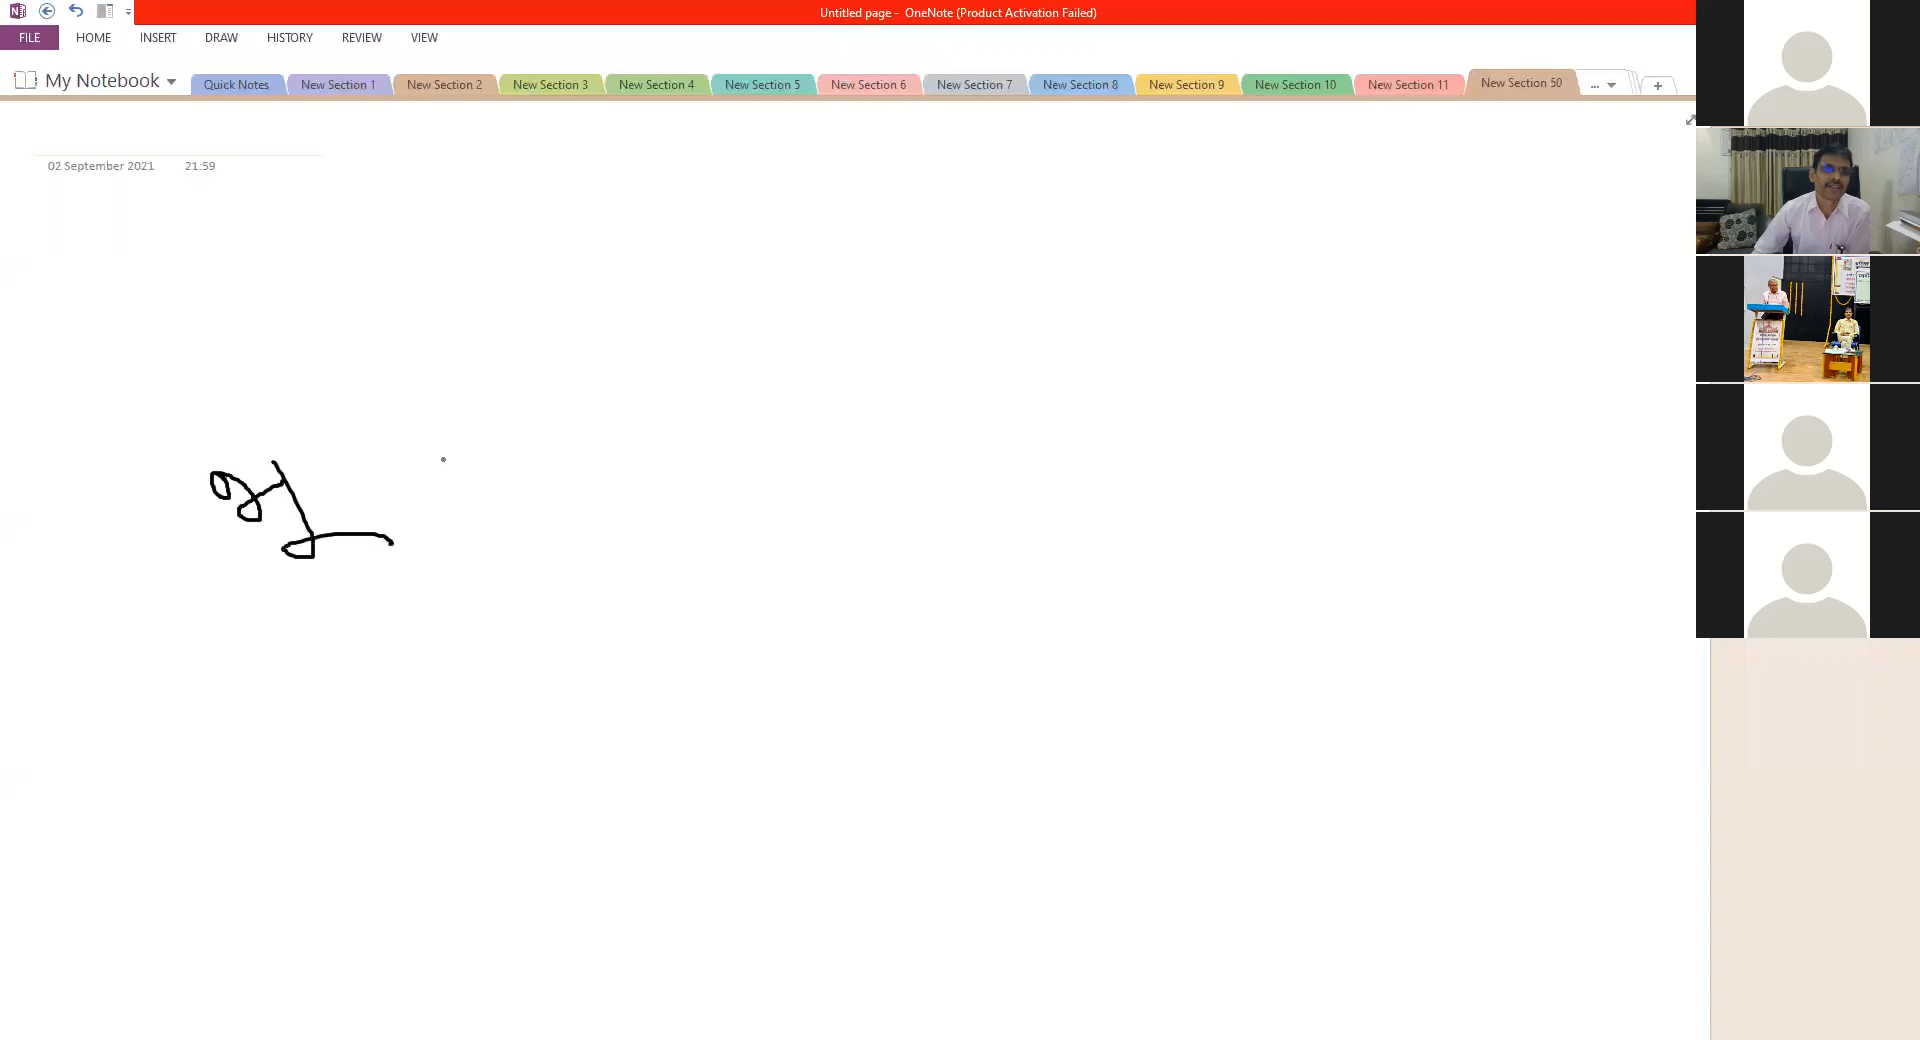 Untitled page - OneNote (Product Activation Failed)
FILE HOME INSERT DRAW HISTORY REVIEW VIEW
My Notebook Quick Notes New Section 1 New Section 2 New Section 3 New Section 4 New Section 5 New Section 6 New Section 7 New Section 8 New Section 9 New Section 10 New Section 11 New Section 50 ...
02 September 2021 21:59